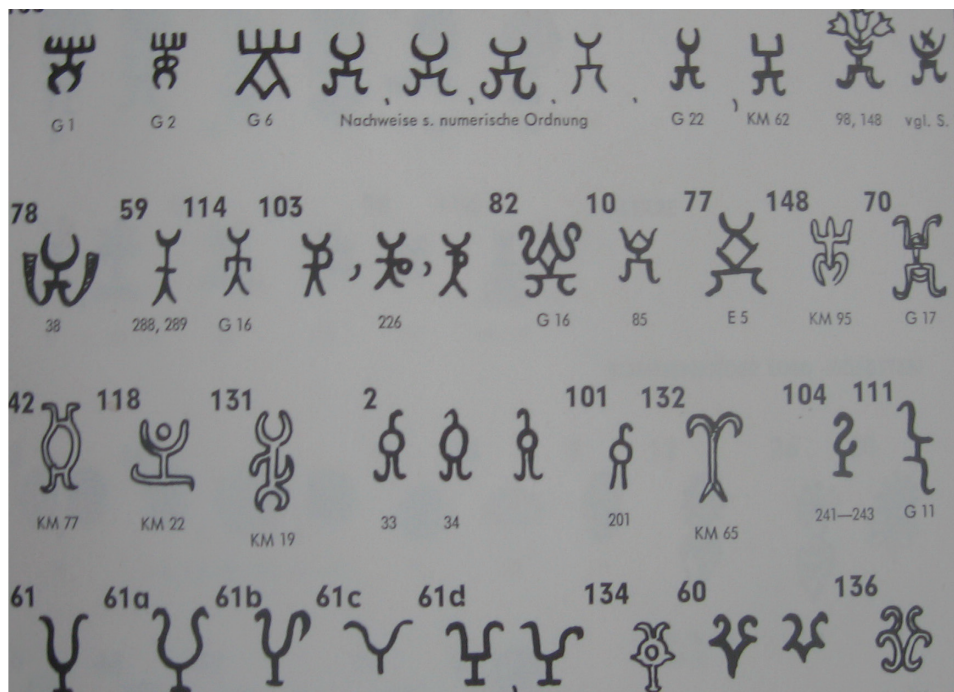 G 1 G 2 G 6 Nachweise s. numerische Ordnung G 22 KM 62 98, 148 vgl. S.
78 59 114 103 82 10 77 148 70
38 288, 289 G 16 226 G 16 85 E 5 KM 95 G 17
42 118 131 2 101 132 104 111
KM 77 KM 22 KM 19 33 34 201 KM 65 241—243 G 11
61 61a 61b 61c 61d 134 60 136